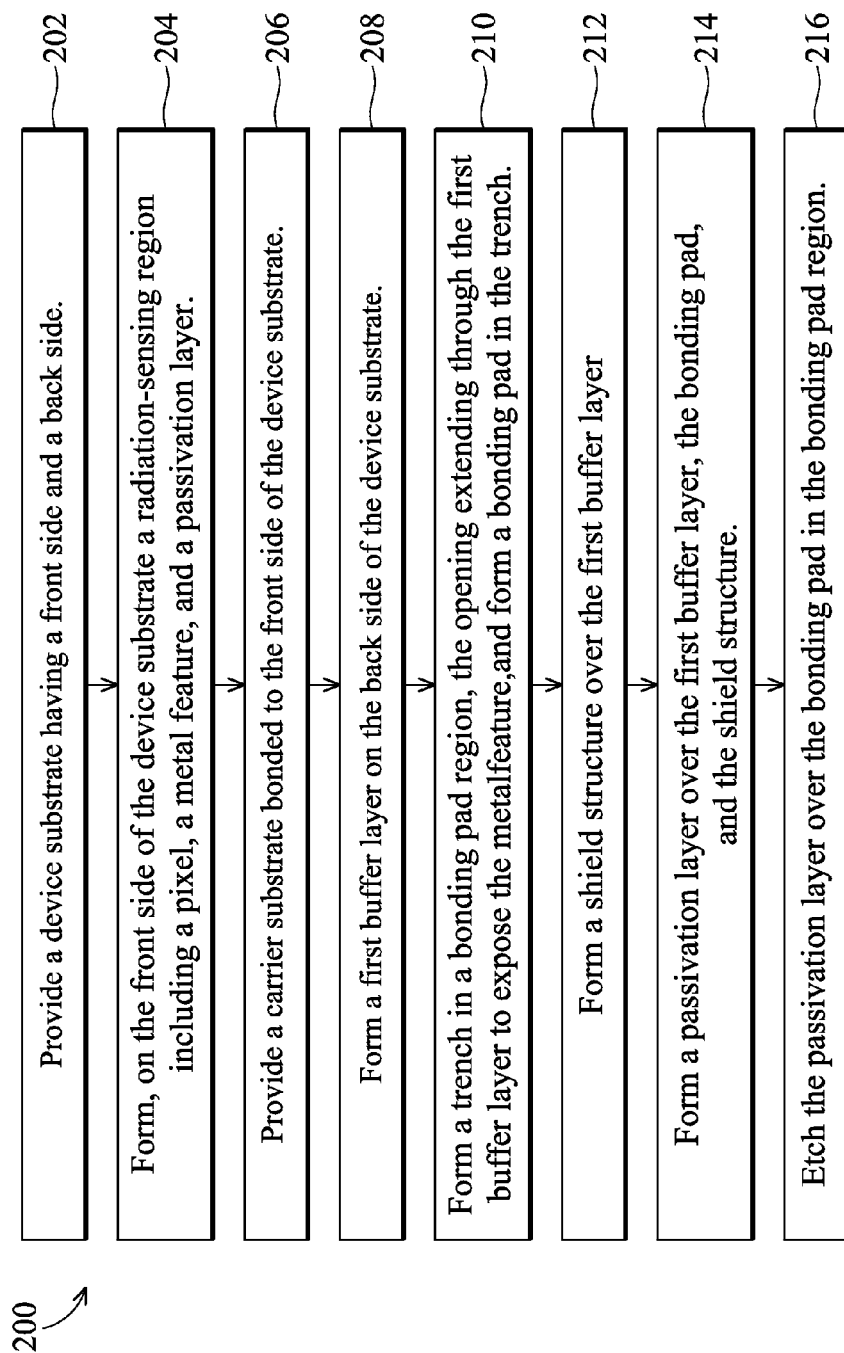 200
Provide a device substrate having a front side and a back side.
202
Form, on the front side of the device substrate a radiation-sensing region
including a pixel, a metal feature, and a passivation layer.
204
Provide a carrier substrate bonded to the front side of the device substrate.
206
Form a first buffer layer on the back side of the device substrate.
208
Form a trench in a bonding pad region, the opening extending through the first
buffer layer to expose the metalfeature,and form a bonding pad in the trench.
210
Form a shield structure over the first buffer layer
212
Form a passivation layer over the first buffer layer, the bonding pad,
and the shield structure.
214
Etch the passivation layer over the bonding pad in the bonding pad region.
216